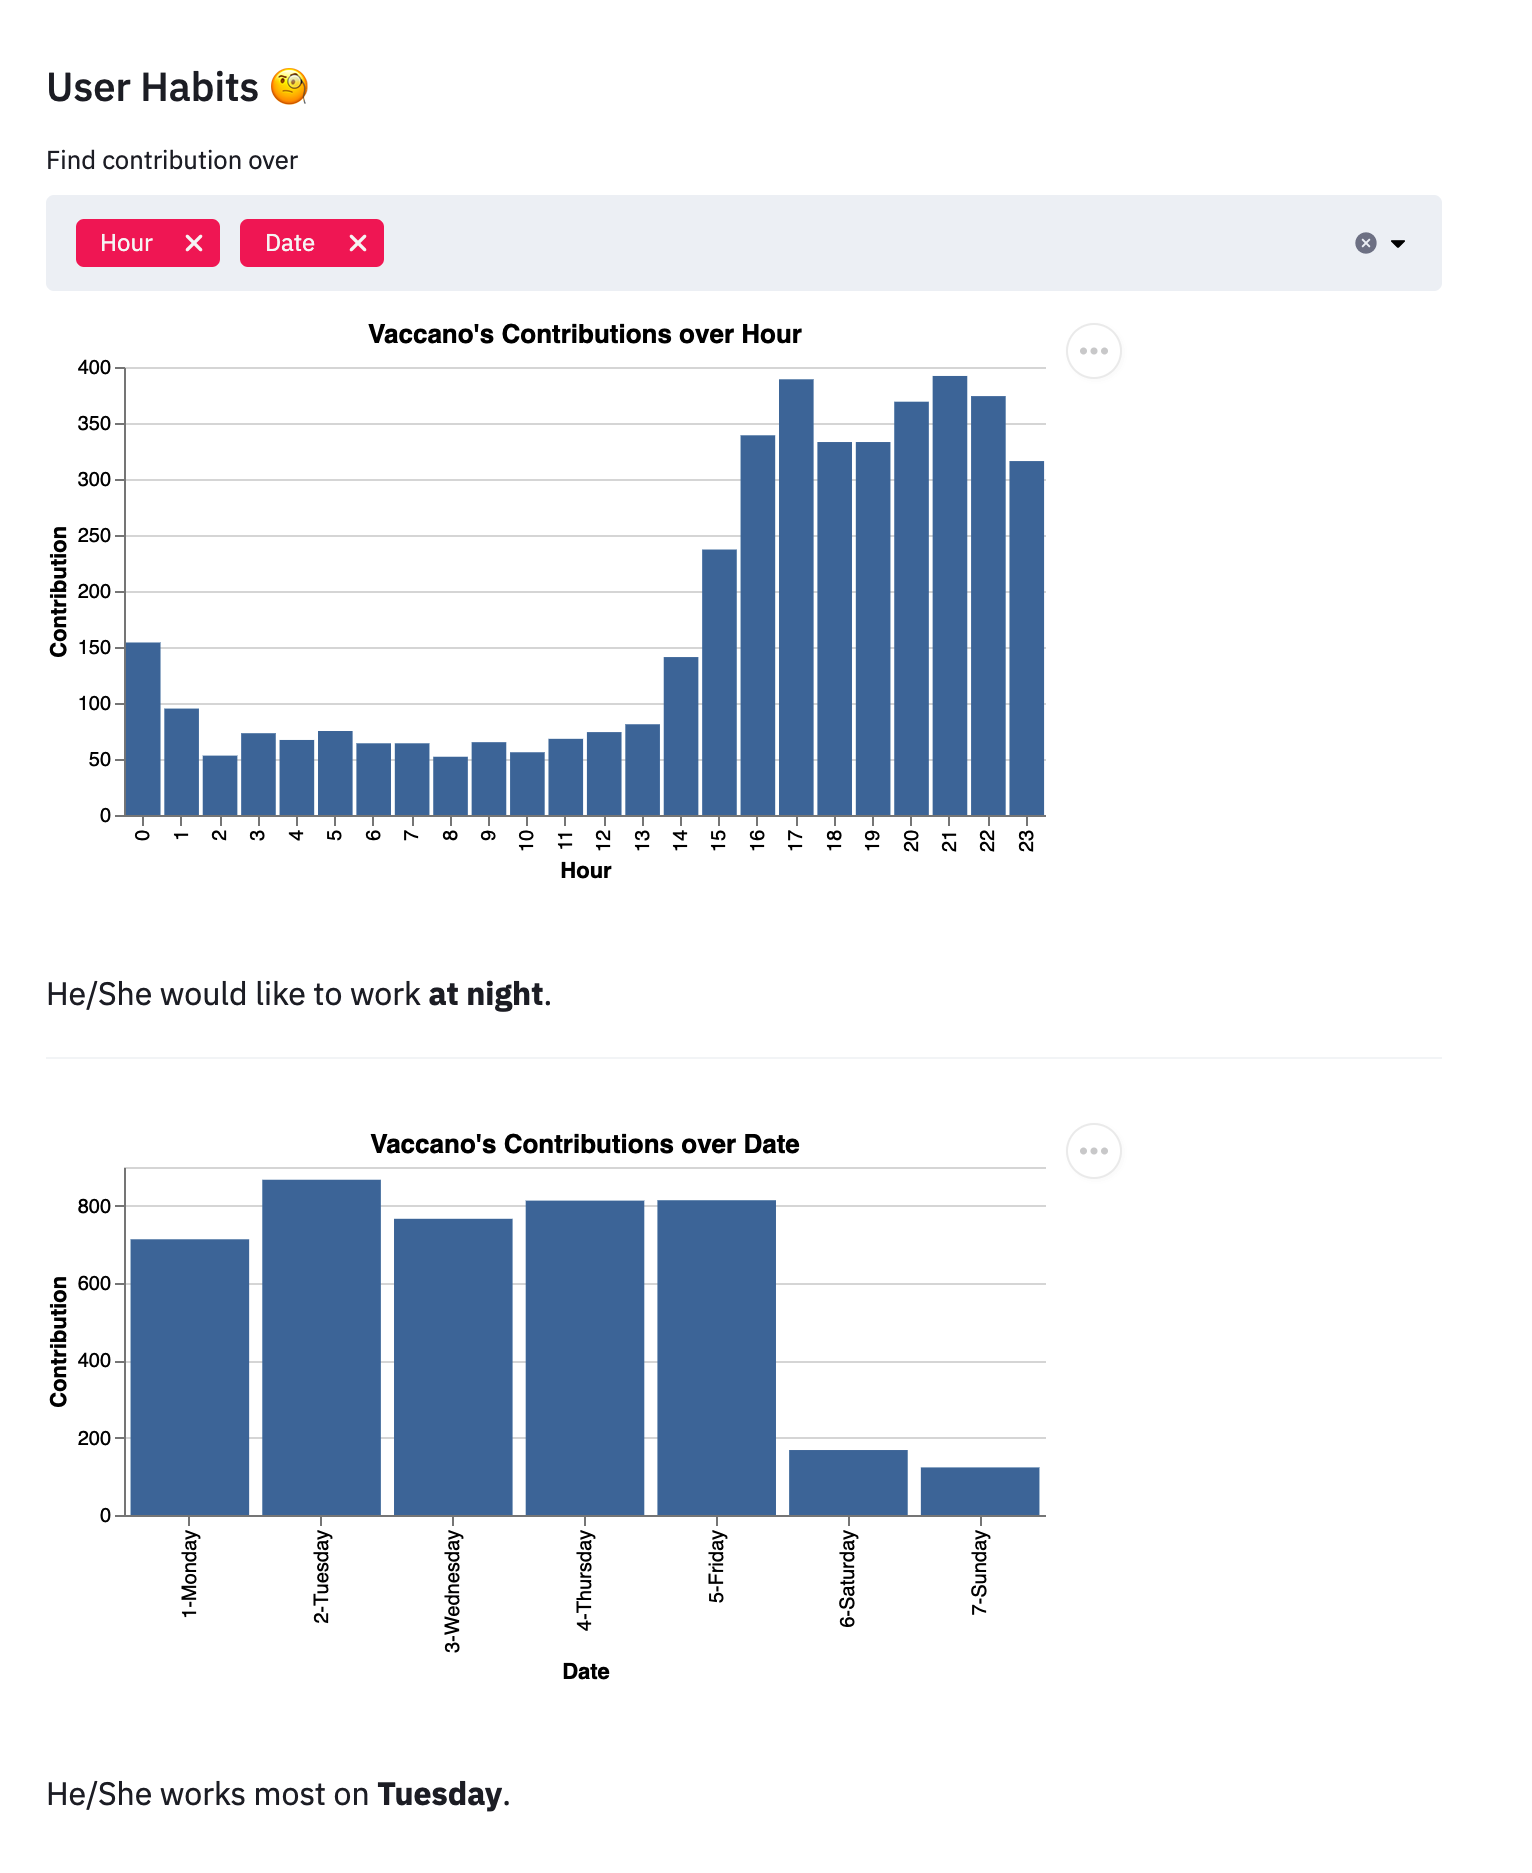 User Habits 🧐
Find contribution over
Hour
Date
Vaccano's Contributions over Hour
400
350
300
250
200
150
100
50
0
Contribution
0 1 2 3 4 5 6 7 8 9 10 11 12 13 14 15 16 17 18 19 20 21 22 23
Hour
He/She would like to work at night.
Vaccano's Contributions over Date
800
600
400
200
0
Contribution
1-Monday 2-Tuesday 3-Wednesday 4-Thursday 5-Friday 6-Saturday 7-Sunday
Date
He/She works most on Tuesday.